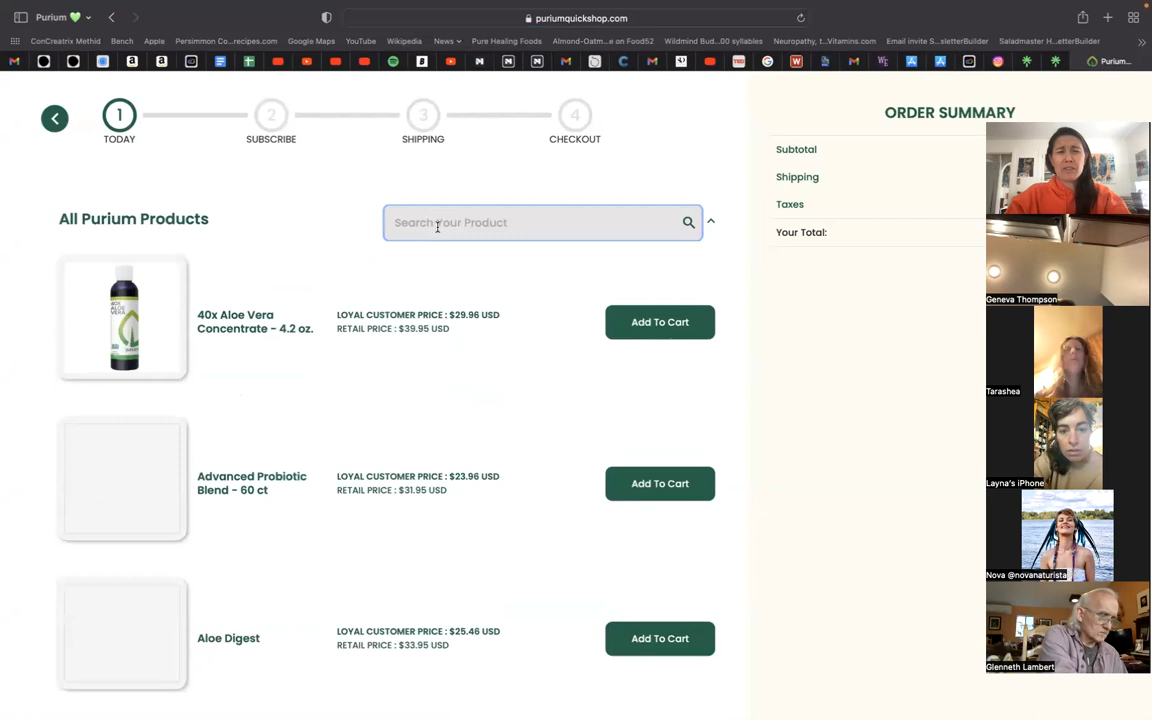 Purium 💚
puriumquickshop.com
ConCreatrix Methid Bench Apple Persimmon Co...recipes.com Google Maps YouTube Wikipedia News Pure Healing Foods Almond-Oatm...e on Food52 Wildmind Bud...00 syllables Neuropathy, t...Vitamins.com Email invite S...sletterBuilder Saladmaster H...etterBuilder
Purium...
1 2 3 4
TODAY SUBSCRIBE SHIPPING CHECKOUT
All Purium Products
Search Your Product
40x Aloe Vera
Concentrate - 4.2 oz.
LOYAL CUSTOMER PRICE : $29.96 USD
RETAIL PRICE : $39.95 USD
Add To Cart
Advanced Probiotic
Blend - 60 ct
LOYAL CUSTOMER PRICE : $23.96 USD
RETAIL PRICE : $31.95 USD
Add To Cart
Aloe Digest
LOYAL CUSTOMER PRICE : $25.46 USD
RETAIL PRICE : $33.95 USD
Add To Cart
ORDER SUMMARY
Subtotal
Shipping
Taxes
Your Total:
Geneva Thompson
Tarashea
Layna's iPhone
Nova @novanaturista
Glenneth Lambert